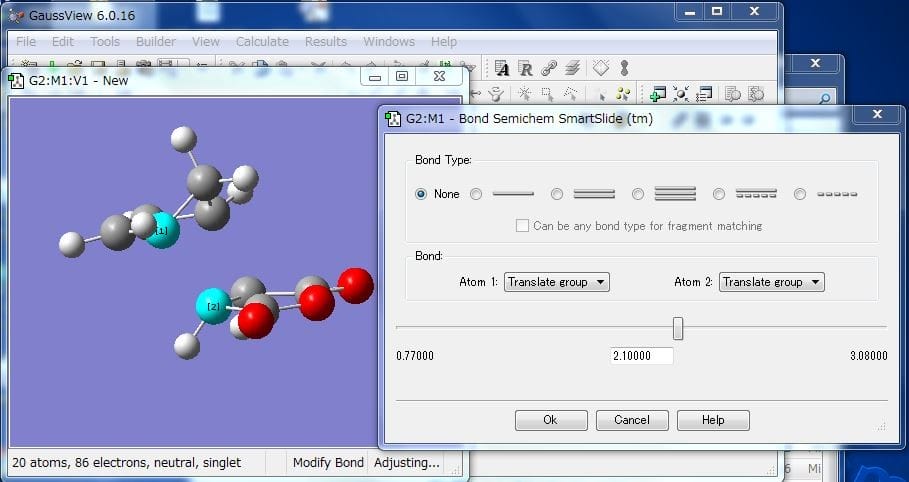 GaussView 6.0.16
File Edit Tools Builder View Calculate Results Windows Help
G2:M1:V1 - New
G2:M1 - Bond Semichem SmartSlide (tm)
Bond Type:
None
Can be any bond type for fragment matching
Bond:
Atom 1: Translate group
Atom 2: Translate group
0.77000
2.10000
3.08000
Ok Cancel Help
[1]
[2]
20 atoms, 86 electrons, neutral, singlet
Modify Bond
Adjusting...
6 Mi